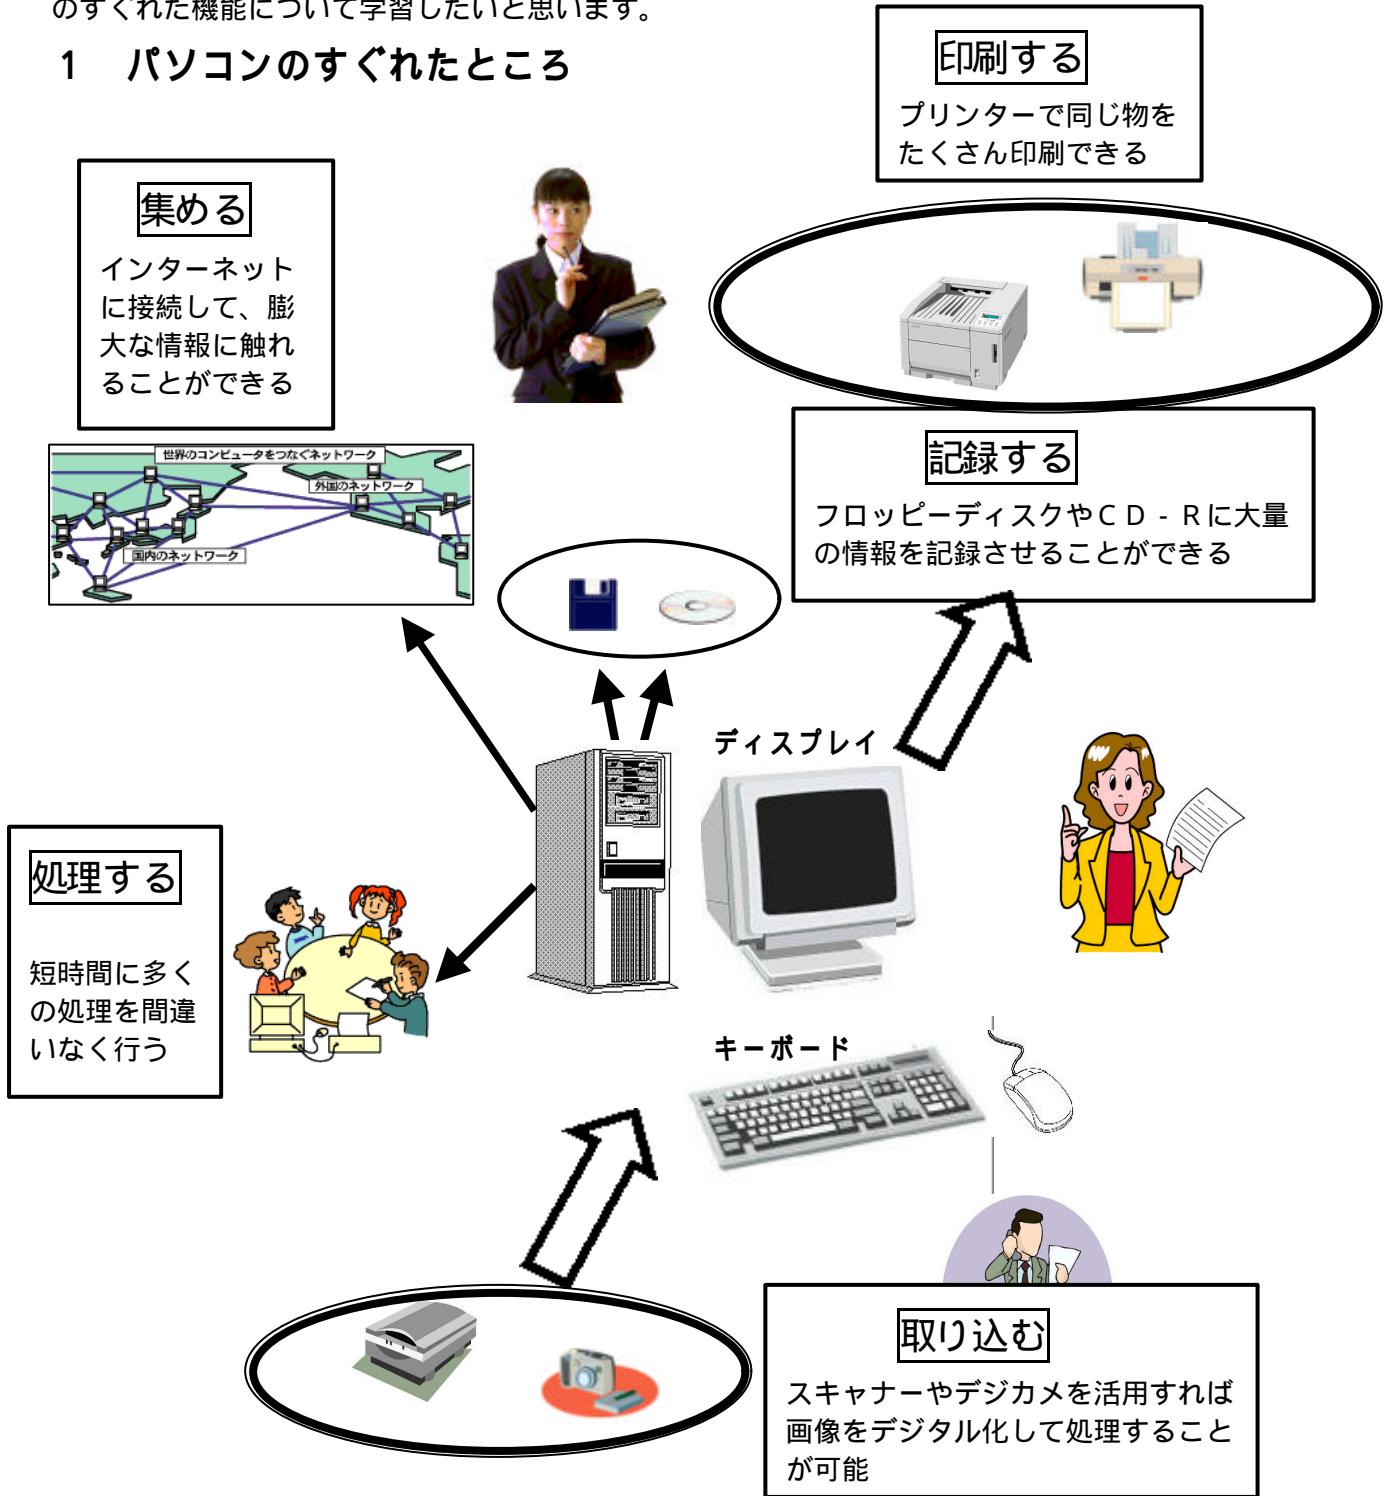 のすぐれた機能について学習したいと思います。
1　パソコンのすぐれたところ
印刷する
プリンターで同じ物を
たくさん印刷できる
集める
インターネット
に接続して、膨
大な情報に触れ
ることができる
世界のコンピュータをつなぐネットワーク
外国のネットワーク
国内のネットワーク
記録する
フロッピーディスクやＣＤ‐Ｒに大量
の情報を記録させることができる
ディスプレイ
処理する
短時間に多く
の処理を間違
いなく行う
キーボード
取り込む
スキャナーやデジカメを活用すれば
画像をデジタル化して処理すること
が可能